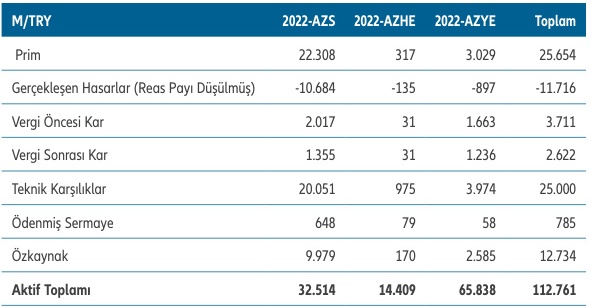 M/TRY 2022-AZS 2022-AZHE 2022-AZYE Toplam
Prim 22.308 317 3.029 25.654
Gerçekleşen Hasarlar (Reas Payı Düşülmüş) -10.684 -135 -897 -11.716
Vergi Öncesi Kar 2.017 31 1.663 3.711
Vergi Sonrası Kar 1.355 31 1.236 2.622
Teknik Karşılıklar 20.051 975 3.974 25.000
Ödenmiş Sermaye 648 79 58 785
Özkaynak 9.979 170 2.585 12.734
Aktif Toplamı 32.514 14.409 65.838 112.761